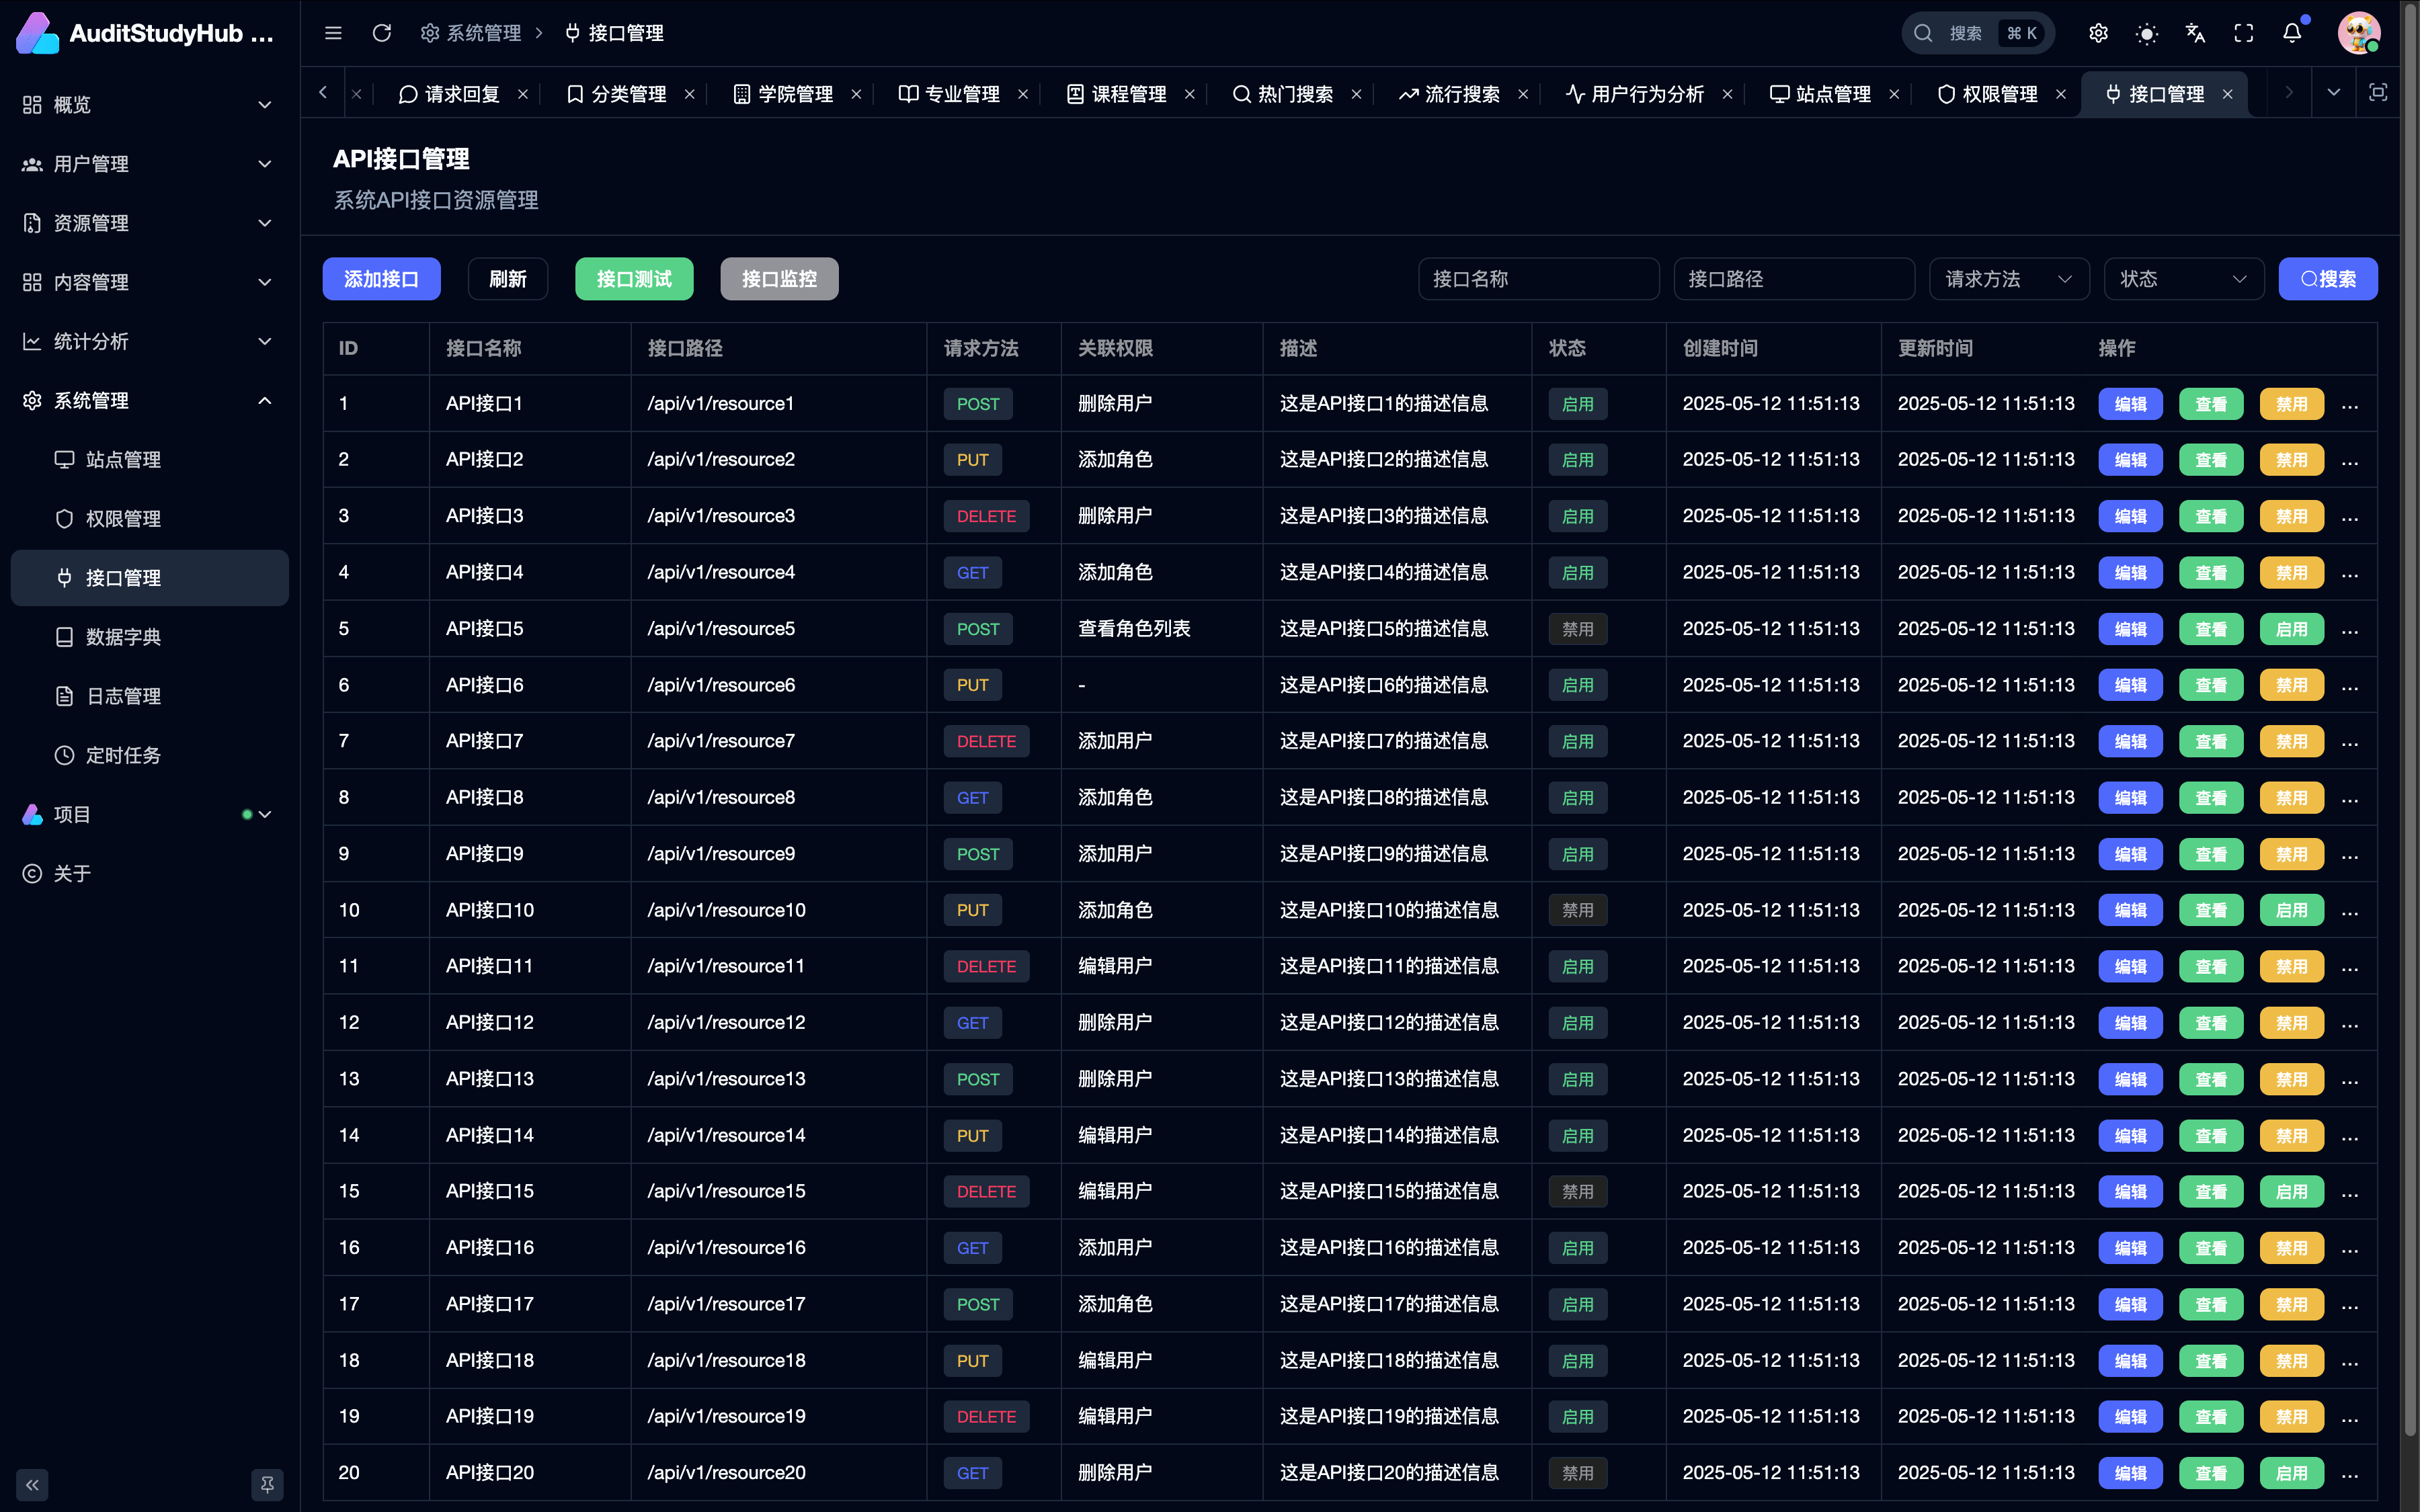 AuditStudyHub ...
系统管理 接口管理
搜索 ⌘ K
概览
用户管理
资源管理
内容管理
统计分析
系统管理
站点管理
权限管理
接口管理
数据字典
日志管理
定时任务
项目
关于
请求回复 分类管理 学院管理 专业管理 课程管理 热门搜索 流行搜索 用户行为分析 站点管理 权限管理 接口管理
API接口管理
系统API接口资源管理
添加接口 刷新 接口测试 接口监控 接口名称 接口路径 请求方法 状态 搜索
ID 接口名称 接口路径 请求方法 关联权限 描述 状态 创建时间 更新时间 操作
1 API接口1 /api/v1/resource1 POST 删除用户 这是API接口1的描述信息 启用 2025-05-12 11:51:13 2025-05-12 11:51:13 编辑 查看 禁用 ...
2 API接口2 /api/v1/resource2 PUT 添加角色 这是API接口2的描述信息 启用 2025-05-12 11:51:13 2025-05-12 11:51:13 编辑 查看 禁用 ...
3 API接口3 /api/v1/resource3 DELETE 删除用户 这是API接口3的描述信息 启用 2025-05-12 11:51:13 2025-05-12 11:51:13 编辑 查看 禁用 ...
4 API接口4 /api/v1/resource4 GET 添加角色 这是API接口4的描述信息 启用 2025-05-12 11:51:13 2025-05-12 11:51:13 编辑 查看 禁用 ...
5 API接口5 /api/v1/resource5 POST 查看角色列表 这是API接口5的描述信息 禁用 2025-05-12 11:51:13 2025-05-12 11:51:13 编辑 查看 启用 ...
6 API接口6 /api/v1/resource6 PUT - 这是API接口6的描述信息 启用 2025-05-12 11:51:13 2025-05-12 11:51:13 编辑 查看 禁用 ...
7 API接口7 /api/v1/resource7 DELETE 添加用户 这是API接口7的描述信息 启用 2025-05-12 11:51:13 2025-05-12 11:51:13 编辑 查看 禁用 ...
8 API接口8 /api/v1/resource8 GET 添加角色 这是API接口8的描述信息 启用 2025-05-12 11:51:13 2025-05-12 11:51:13 编辑 查看 禁用 ...
9 API接口9 /api/v1/resource9 POST 添加用户 这是API接口9的描述信息 启用 2025-05-12 11:51:13 2025-05-12 11:51:13 编辑 查看 禁用 ...
10 API接口10 /api/v1/resource10 PUT 添加角色 这是API接口10的描述信息 禁用 2025-05-12 11:51:13 2025-05-12 11:51:13 编辑 查看 启用 ...
11 API接口11 /api/v1/resource11 DELETE 编辑用户 这是API接口11的描述信息 启用 2025-05-12 11:51:13 2025-05-12 11:51:13 编辑 查看 禁用 ...
12 API接口12 /api/v1/resource12 GET 删除用户 这是API接口12的描述信息 启用 2025-05-12 11:51:13 2025-05-12 11:51:13 编辑 查看 禁用 ...
13 API接口13 /api/v1/resource13 POST 删除用户 这是API接口13的描述信息 启用 2025-05-12 11:51:13 2025-05-12 11:51:13 编辑 查看 禁用 ...
14 API接口14 /api/v1/resource14 PUT 编辑用户 这是API接口14的描述信息 启用 2025-05-12 11:51:13 2025-05-12 11:51:13 编辑 查看 禁用 ...
15 API接口15 /api/v1/resource15 DELETE 编辑用户 这是API接口15的描述信息 禁用 2025-05-12 11:51:13 2025-05-12 11:51:13 编辑 查看 启用 ...
16 API接口16 /api/v1/resource16 GET 添加用户 这是API接口16的描述信息 启用 2025-05-12 11:51:13 2025-05-12 11:51:13 编辑 查看 禁用 ...
17 API接口17 /api/v1/resource17 POST 添加角色 这是API接口17的描述信息 启用 2025-05-12 11:51:13 2025-05-12 11:51:13 编辑 查看 禁用 ...
18 API接口18 /api/v1/resource18 PUT 编辑用户 这是API接口18的描述信息 启用 2025-05-12 11:51:13 2025-05-12 11:51:13 编辑 查看 禁用 ...
19 API接口19 /api/v1/resource19 DELETE 编辑用户 这是API接口19的描述信息 启用 2025-05-12 11:51:13 2025-05-12 11:51:13 编辑 查看 禁用 ...
20 API接口20 /api/v1/resource20 GET 删除用户 这是API接口20的描述信息 禁用 2025-05-12 11:51:13 2025-05-12 11:51:13 编辑 查看 启用 ...